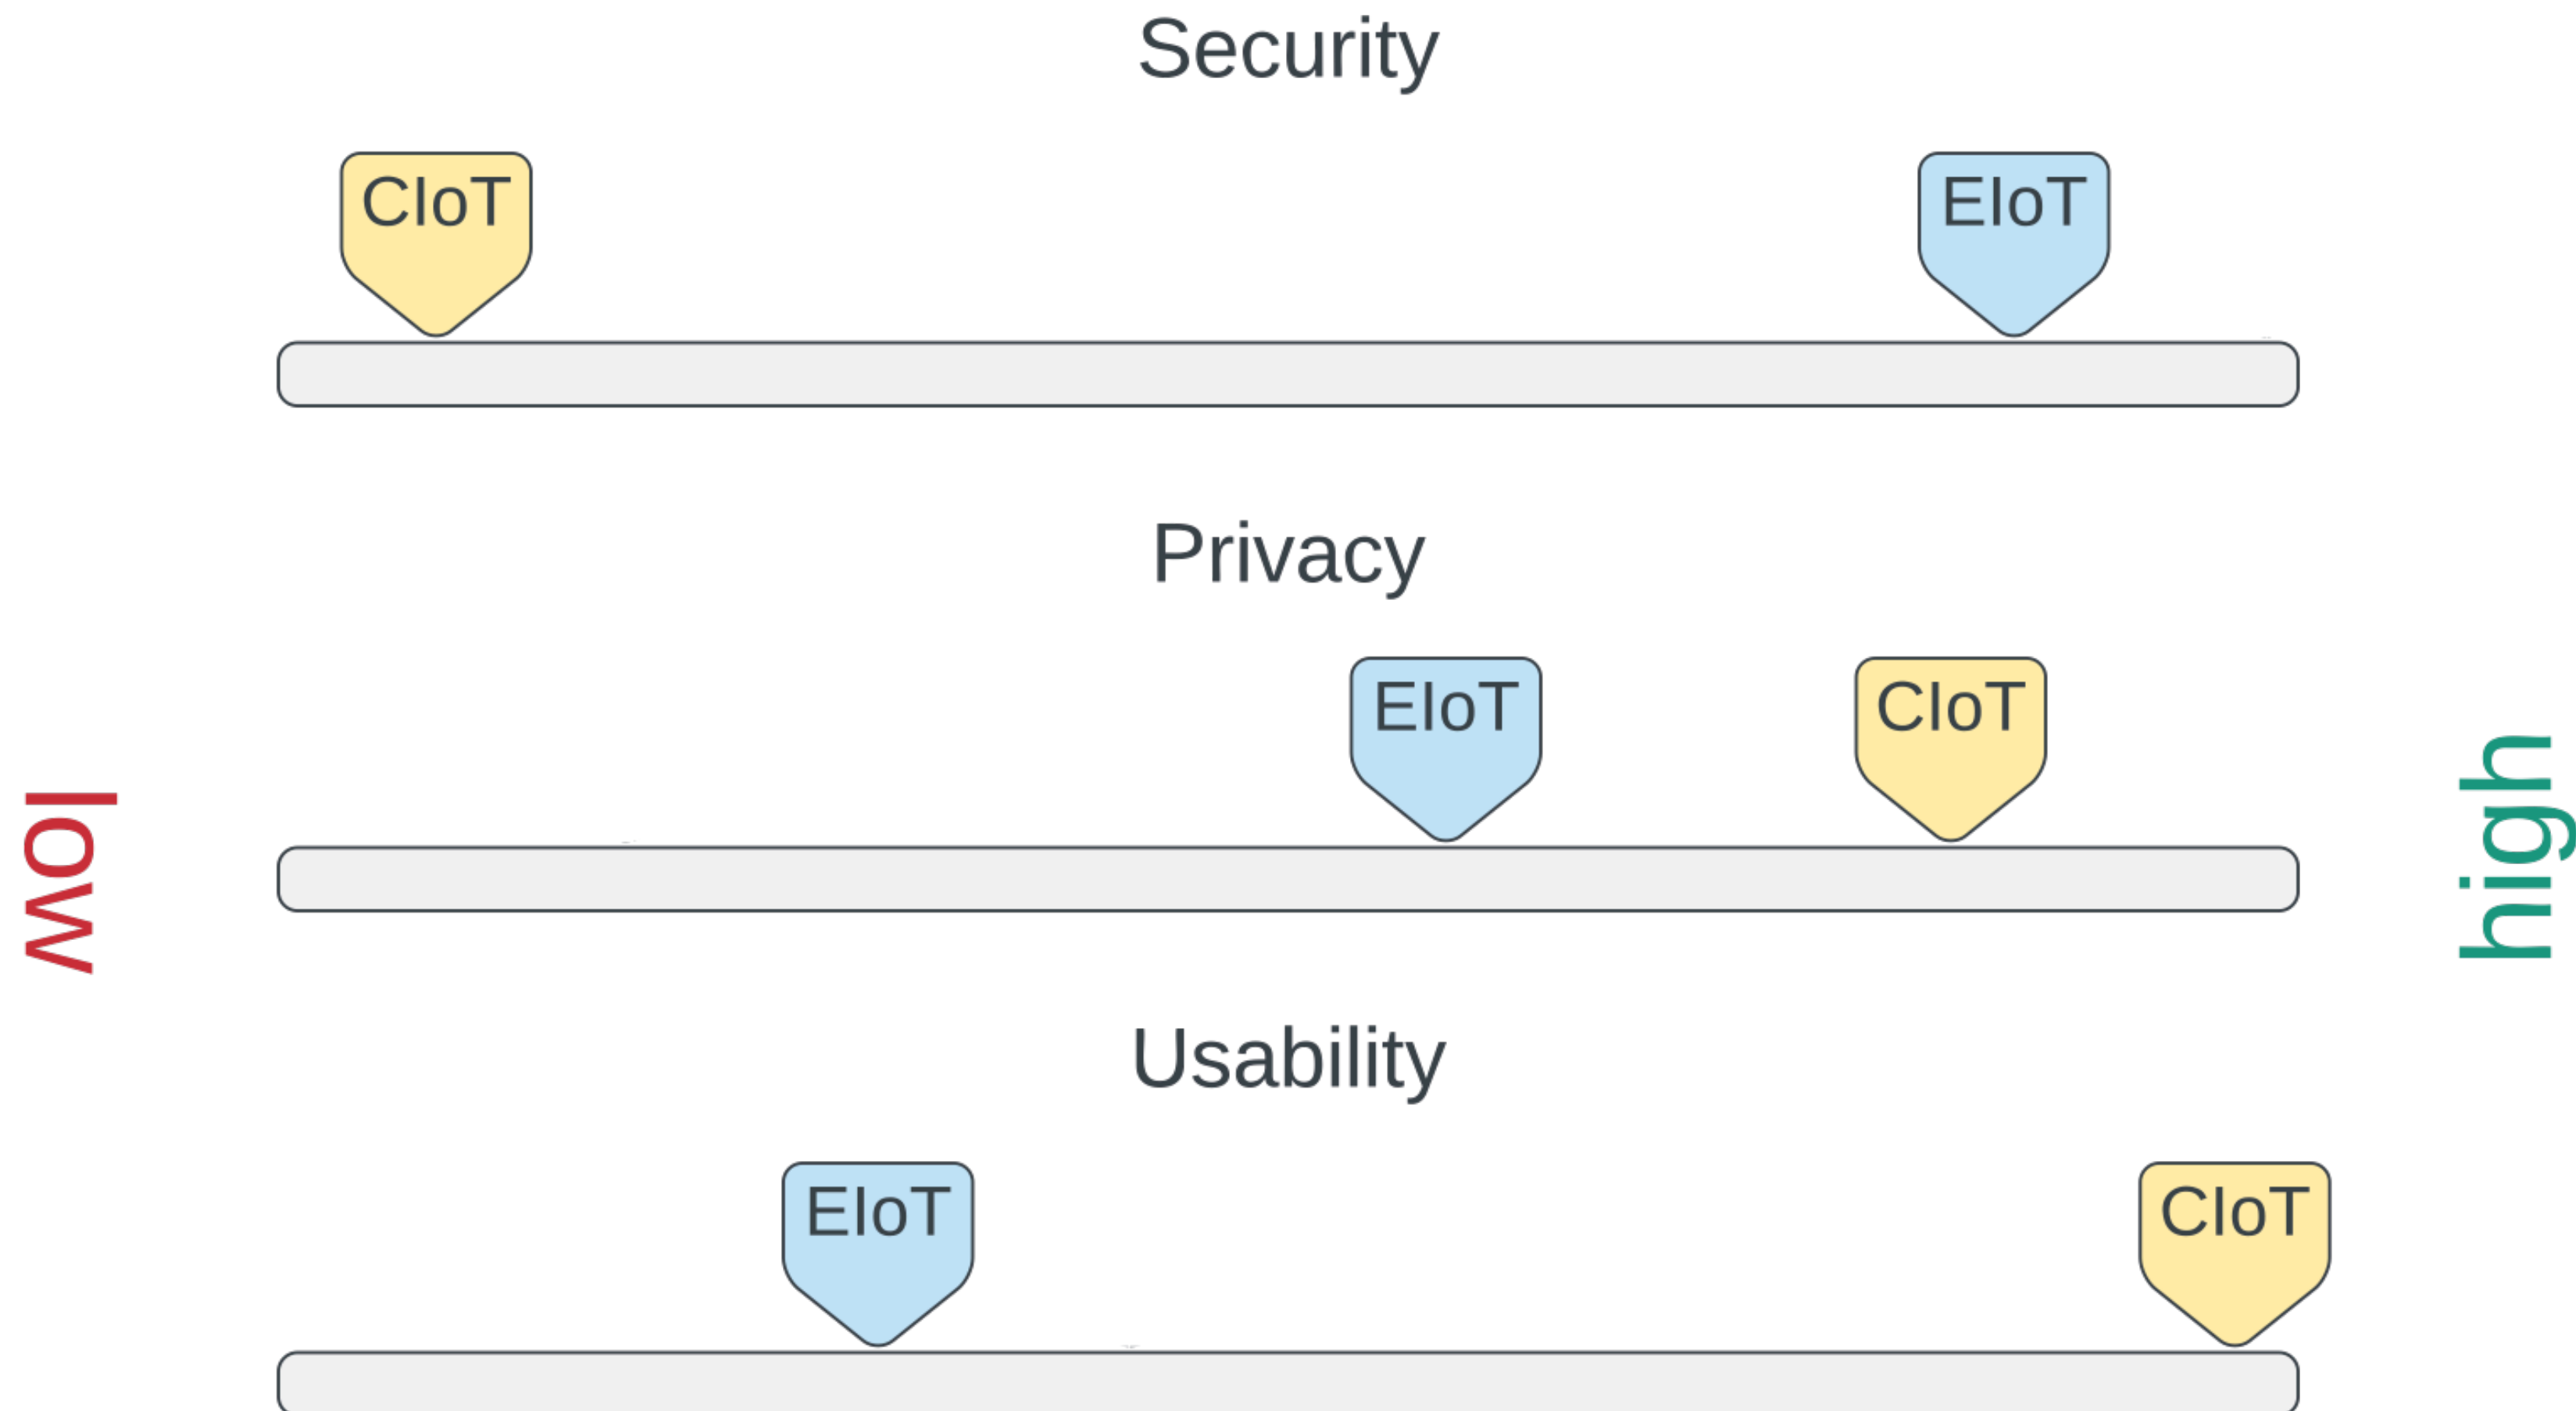 Security
CIoT
EIoT
Privacy
EIoT
CIoT
low
high
Usability
EIoT
CIoT